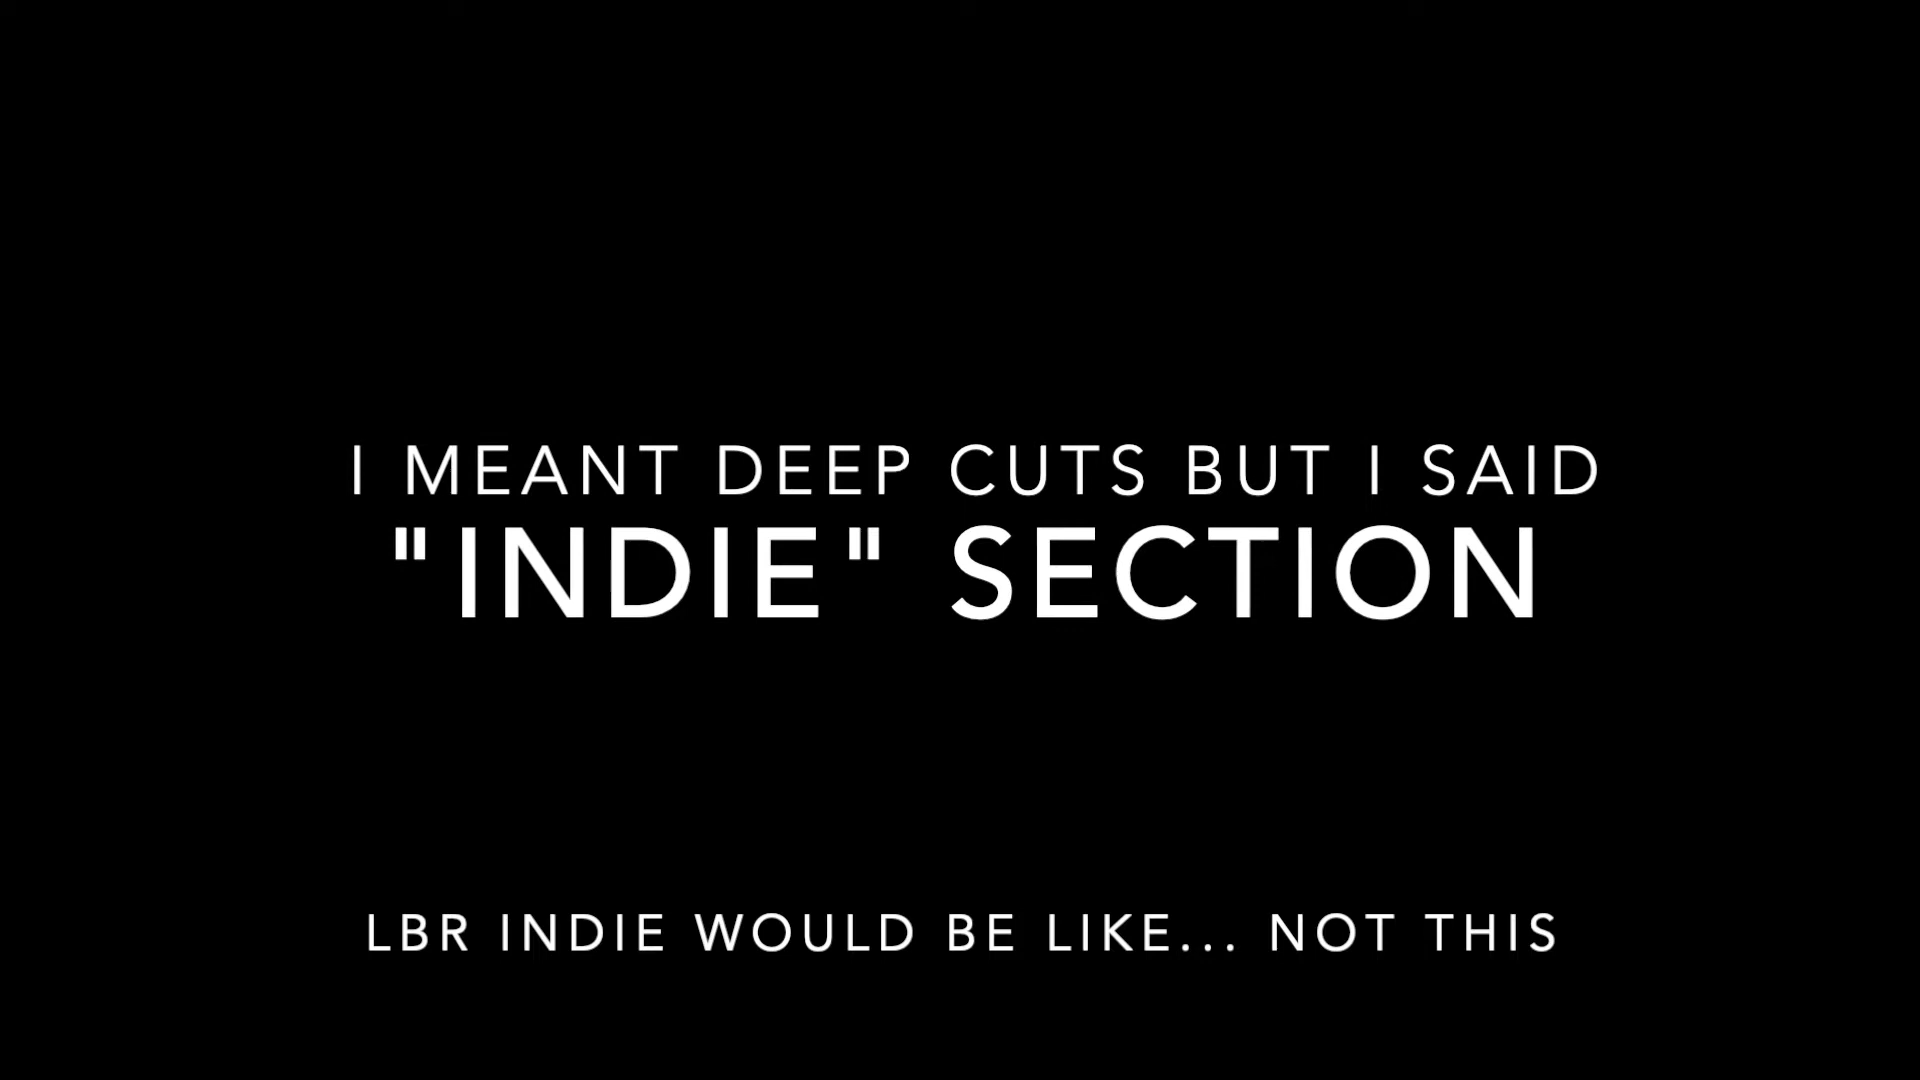 I MEANT DEEP CUTS BUT I SAID
"INDIE" SECTION
LBR INDIE WOULD BE LIKE... NOT THIS